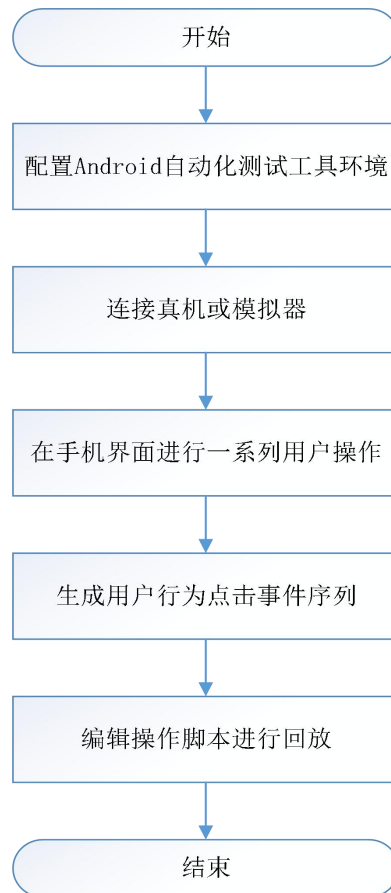 开始
配置Android自动化测试工具环境
连接真机或模拟器
在手机界面进行一系列用户操作
生成用户行为点击事件序列
编辑操作脚本进行回放
结束